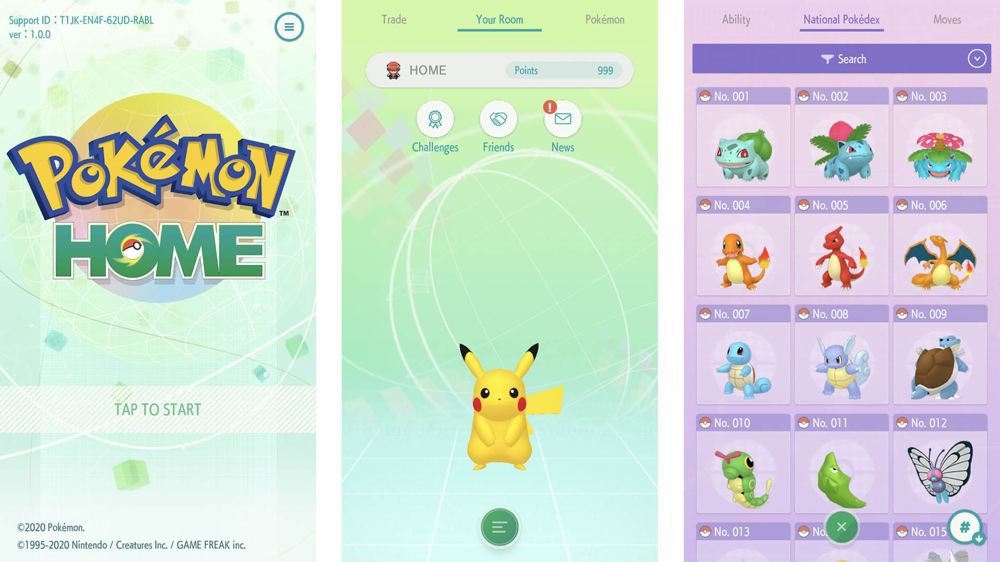 Support ID：T1JK-EN4F-62UD-RABL
ver：1.0.0
POKéMON
TM
HOME
TAP TO START
©2020 Pokémon.
©1995-2020 Nintendo / Creatures Inc. / GAME FREAK inc.
Trade
Your Room
Pokémon
HOME
Points
999
!
Challenges
Friends
News
Ability
National Pokédex
Moves
Search
No. 001
No. 002
No. 003
No. 004
No. 005
No. 006
No. 007
No. 008
No. 009
No. 010
No. 011
No. 012
No. 013
No.
No. 015
#